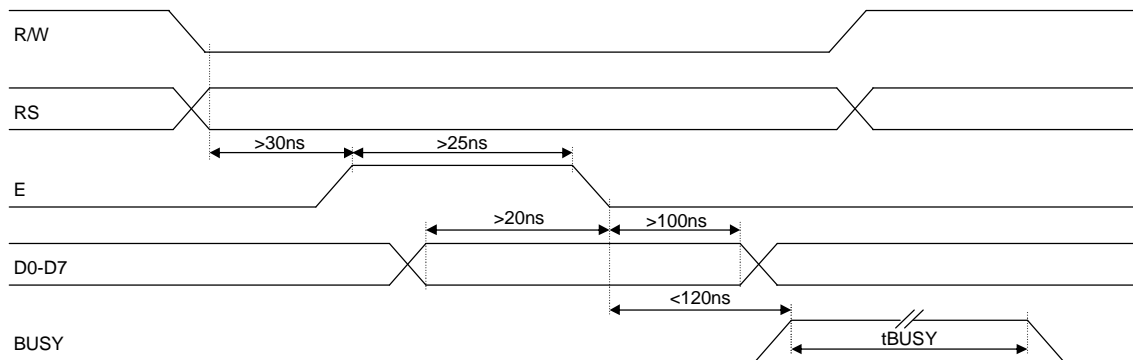 R/W
RS
>30ns >25ns
E
>20ns >100ns
D0-D7
<120ns
BUSY tBUSY